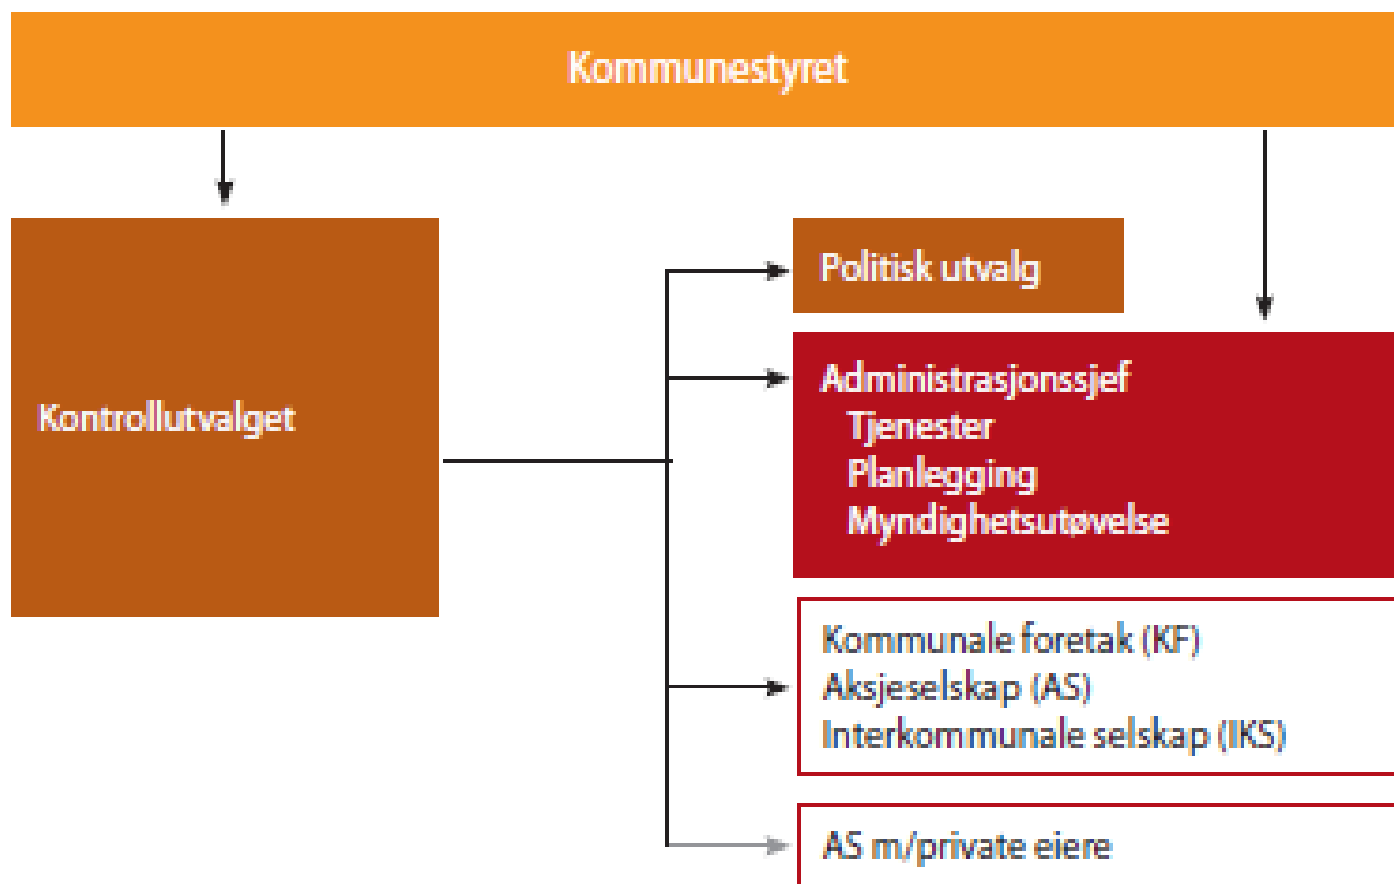 Kommunestyret
Kontrollutvalget
Politisk utvalg
Administrasjonssjef
Tjenester
Planlegging
Myndighetsutøvelse
Kommunale foretak (KF)
Aksjeselskap (AS)
Interkommunale selskap (IKS)
AS m/private eiere